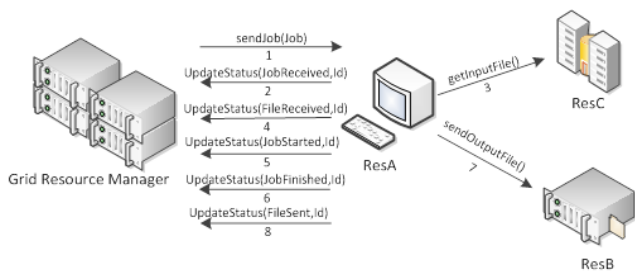 sendJob(Job)
1
UpdateStatus(JobReceived,Id)
2
UpdateStatus(FileReceived,Id)
4
UpdateStatus(JobStarted,Id)
5
UpdateStatus(JobFinished,Id)
6
UpdateStatus(FileSent,Id)
8
Grid Resource Manager
ResA
getInputFile()
3
ResC
sendOutputFile()
7
ResB